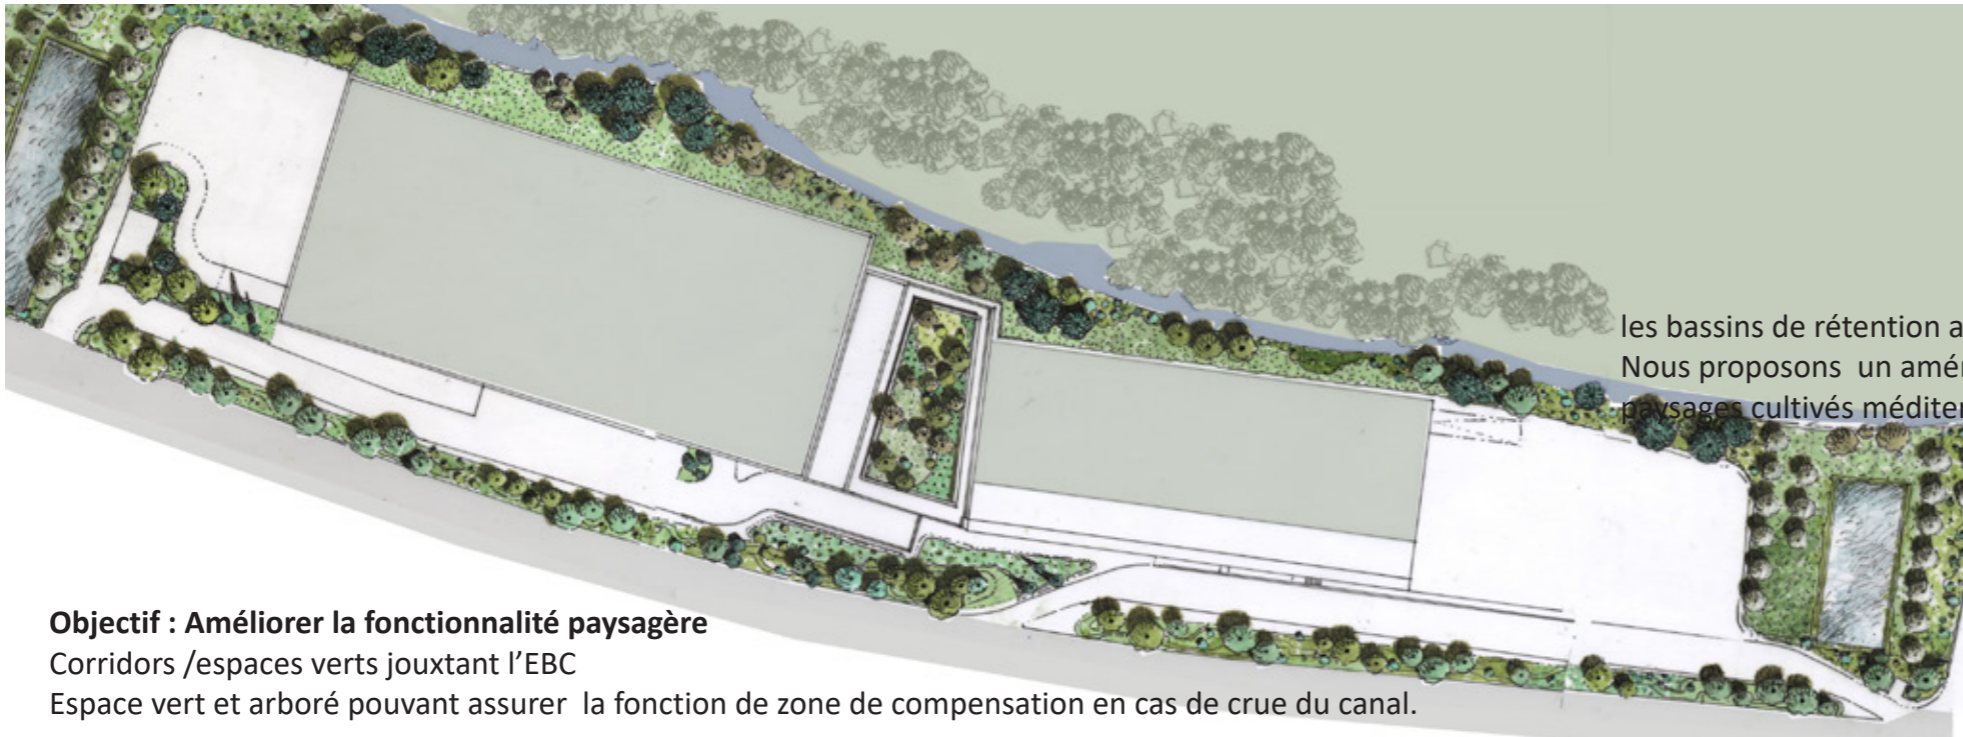 les bassins de rétention a
Nous proposons  un amén
paysages cultivés méditer
Objectif : Améliorer la fonctionnalité paysagère
Corridors /espaces verts jouxtant l'EBC
Espace vert et arboré pouvant assurer  la fonction de zone de compensation en cas de crue du canal.